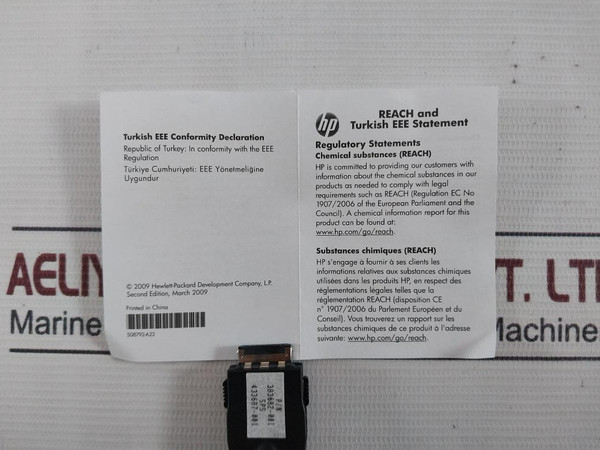 Turkish EEE Conformity Declaration
Republic of Turkey: In conformity with the EEE
Regulation
Türkiye Cumhuriyeti: EEE Yönetmeliğine
Uygundur
© 2009 Hewlett-Packard Development Company, L.P.
Second Edition, March 2009
Printed in China
508793-A22
hp
REACH and
Turkish EEE Statement
Regulatory Statements
Chemical substances (REACH)
HP is committed to providing our customers with
information about the chemical substances in our
products as needed to comply with legal
requirements such as REACH (Regulation EC No
1907/2006 of the European Parliament and the
Council). A chemical information report for this
product can be found at:
www.hp.com/go/reach.
Substances chimiques (REACH)
HP s'engage à fournir à ses clients les
informations relatives aux substances chimiques
utilisées dans les produits HP, en respect des
réglementations légales telles que la
réglementation REACH (disposition CE
n° 1907/2006 du Parlement Européen et du
Conseil). Vous trouverez un rapport sur les
substances chimiques de ce produit à l'adresse
suivante: www.hp.com/go/reach.
T. LT
Marine
Machine
P/N
383682-001
SPS
433687-001